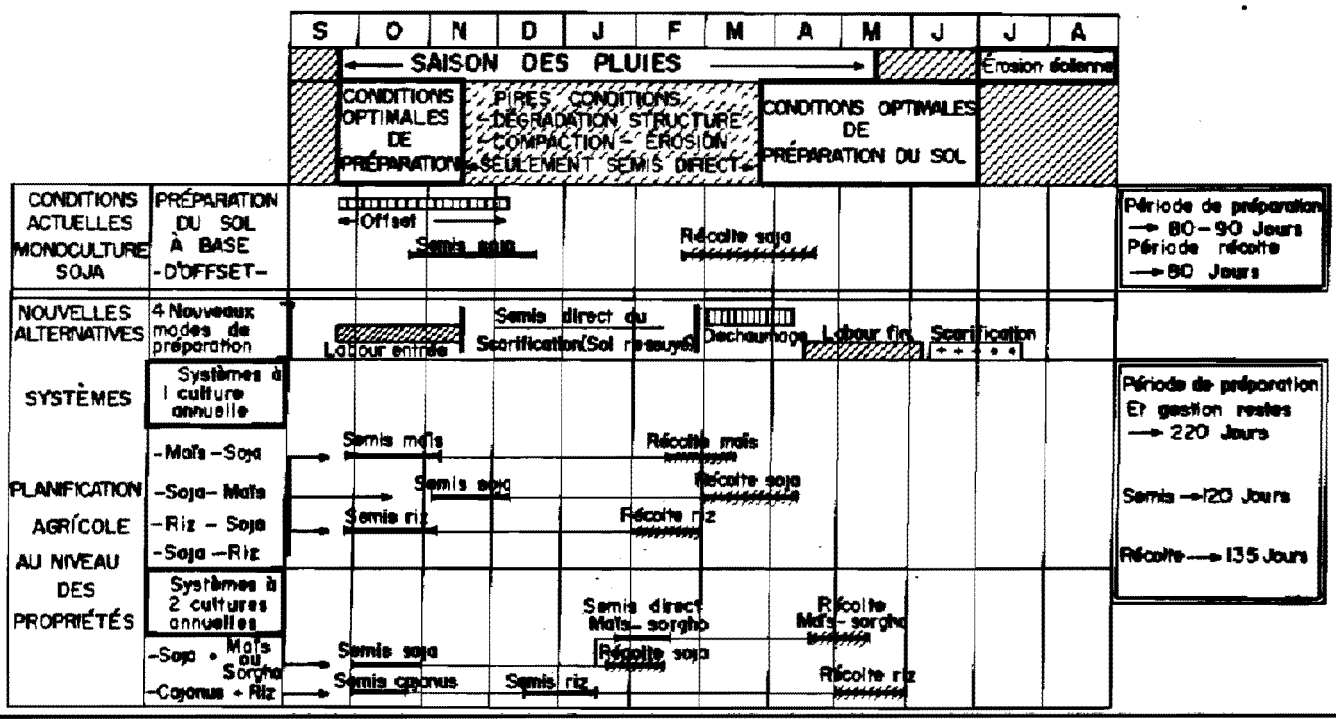 S O N D J F M A M J J A
SAISON DES PLUIES
Érosion éolienne
CONDITIONS
OPTIMALES
DE
PRÉPARATION
PIRES CONDITIONS
-DÉGRADATION STRUCTURE
-COMPACTION - ÉROSION
-SEULEMENT SEMIS DIRECT-
CONDITIONS OPTIMALES
DE
PRÉPARATION DU SOL
CONDITIONS
ACTUELLES
MONOCULTURE
SOJA
PRÉPARATION
DU SOL
À BASE
-D'OFFSET-
Offset
Semis soja
Récolte soja
Période de préparation
→ 80-90 Jours
Période récolte
→ 80 Jours
NOUVELLES
ALTERNATIVES
4 Nouveaux
modes de
préparation
Labour entrée
Semis direct ou
Scarification(Sol ressuyé)
Dechaumage
Labour fin
Scarification
SYSTÈMES
Systèmes à
1 culture
annuelle
Période de préparation
Et gestion restes
→ 220 Jours
-Maïs-Soja
Semis maïs
Récolte maïs
PLANIFICATION
-Soja-Maïs
Semis soja
Récolte soja
Semis → 120 Jours
AGRÍCOLE
-Riz - Soja
Semis riz
Récolte riz
AU NIVEAU
-Soja-Riz
Récolte → 135 Jours
DES
PROPRIÉTÉS
Systèmes à
2 cultures
annuelles
Semis direct
Maïs-sorgho
Récolte
Maïs-sorgho
-Soja + Maïs
ou
Sorgho
Semis soja
Récolte soja
-Cajanus + Riz
Semis cajanus
Semis riz
Récolte riz